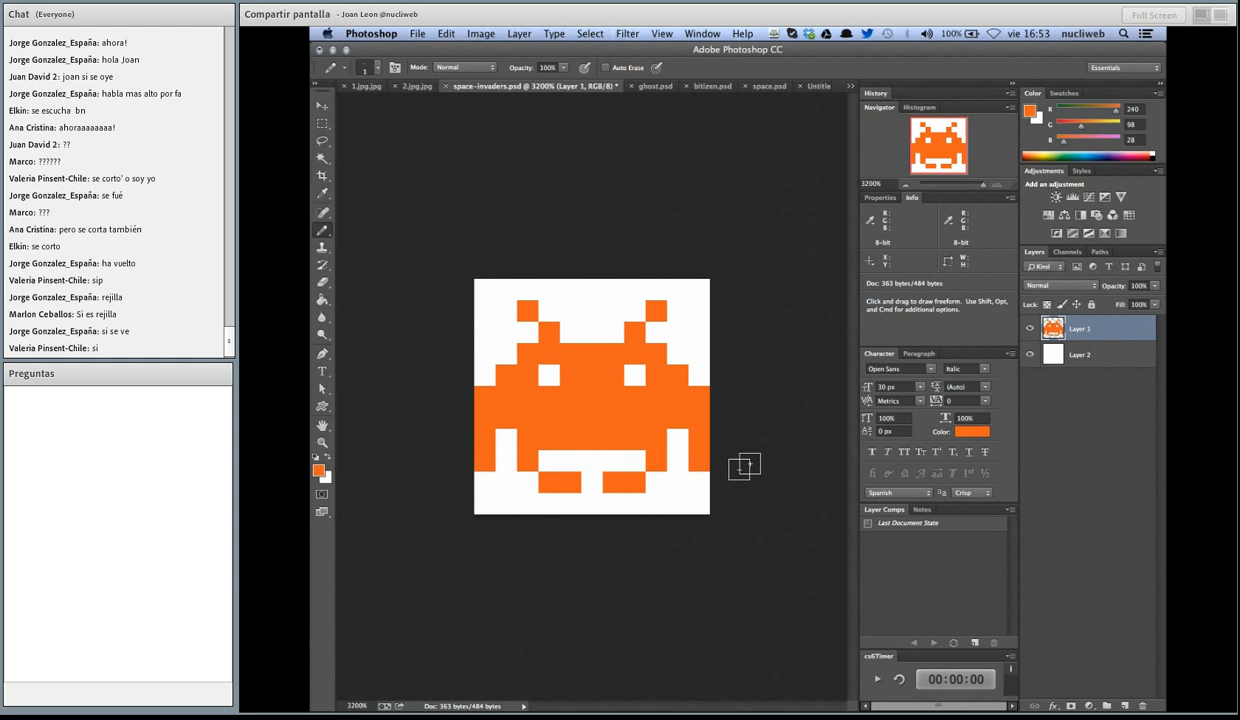 Chat (Everyone)
Jorge Gonzalez_España: ahora!
Jorge Gonzalez_España: hola Joan
Juan David 2: joan si se oye
Jorge Gonzalez_España: habla mas alto por fa
Elkin: se escucha bn
Ana Cristina: ahoraaaaaaaa!
Juan David 2: ??
Marco: ??????
Valeria Pinsent-Chile: se corto' o soy yo
Jorge Gonzalez_España: se fué
Marco: ???
Ana Cristina: pero se corta también
Elkin: se corto
Jorge Gonzalez_España: ha vuelto
Valeria Pinsent-Chile: sip
Jorge Gonzalez_España: rejilla
Marlon Ceballos: Si es rejilla
Jorge Gonzalez_España: si se ve
Valeria Pinsent-Chile: si
Preguntas
Compartir pantalla - Joan Leon @nucliweb
Full Screen
Photoshop File Edit Image Layer Type Select Filter View Window Help
100% vie 16:53 nucliweb
Adobe Photoshop CC
1 Mode: Normal Opacity: 100% Auto Erase
Essentials
1.jpg.jpg 2.jpg.jpg space-invaders.psd @ 3200% (Layer 1, RGB/8) * ghost.psd bitizen.psd space.psd Untitle
History
Navigator Histogram
3200%
Properties Info
R:
G:
B:
R:
G:
B:
8-bit 8-bit
X:
Y:
W:
H:
Doc: 363 bytes/484 bytes
Click and drag to draw freeform. Use Shift, Opt, and Cmd for additional options.
Character Paragraph
Open Sans Italic
30 px (Auto)
Metrics 0
100% 100%
0 px Color:
Spanish Crisp
Layer Comps Notes
Last Document State
cs6Timer
00:00:00
Color Swatches
R 240
G 98
B 28
Adjustments Styles
Add an adjustment
Layers Channels Paths
Kind
Normal Opacity: 100%
Lock: Fill: 100%
Layer 1
Layer 2
3200% Doc: 363 bytes/484 bytes